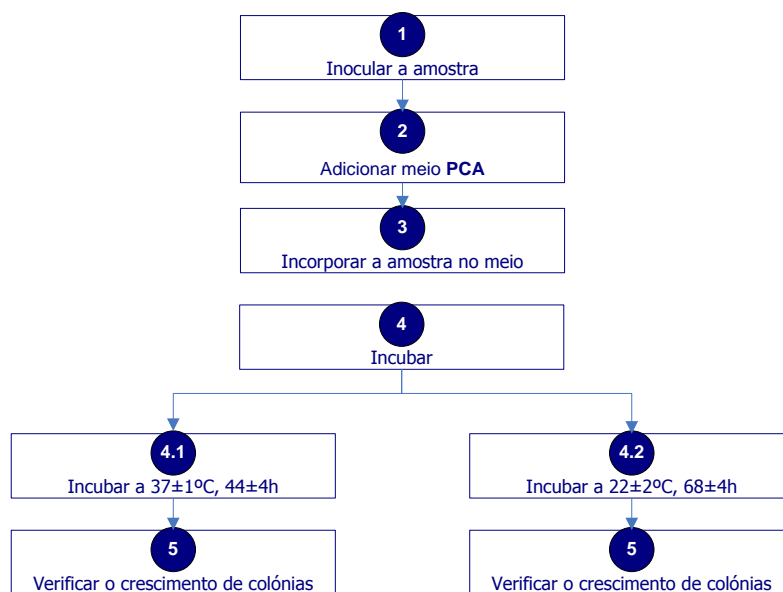 1
Inocular a amostra
2
Adicionar meio PCA
3
Incorporar a amostra no meio
4
Incubar
4.1
Incubar a 37±1ºC, 44±4h
4.2
Incubar a 22±2ºC, 68±4h
5
Verificar o crescimento de colónias
5
Verificar o crescimento de colónias